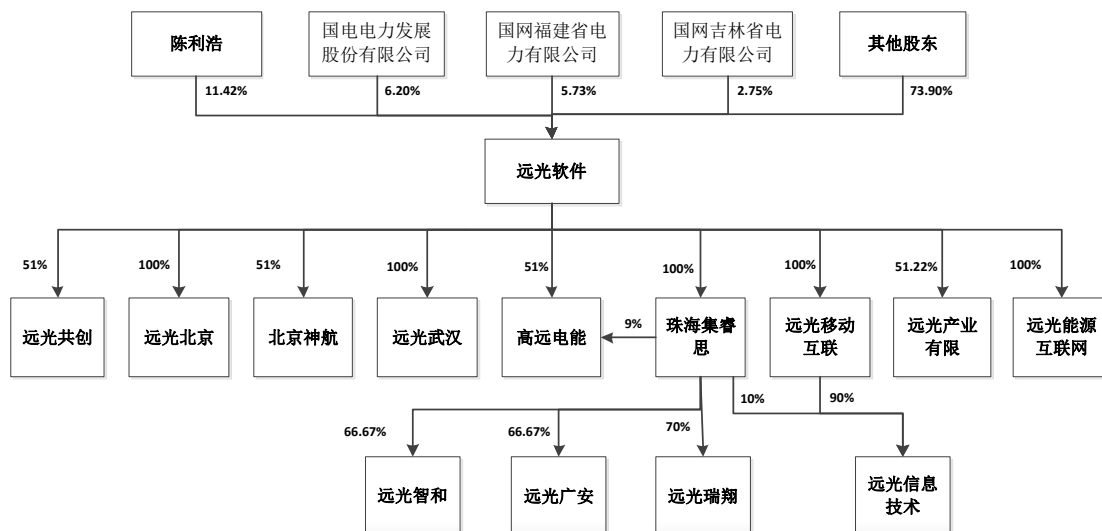 陈利浩
国电电力发展
股份有限公司
国网福建省电
力有限公司
国网吉林省电
力有限公司
其他股东
11.42%
6.20%
5.73%
2.75%
73.90%
远光软件
51%
100%
51%
100%
51%
100%
100%
51.22%
100%
远光共创
远光北京
北京神航
远光武汉
高远电能
9%
珠海集睿
思
远光移动
互联
远光产业
有限
远光能源
互联网
66.67%
66.67%
70%
10%
90%
远光智和
远光广安
远光瑞翔
远光信息
技术